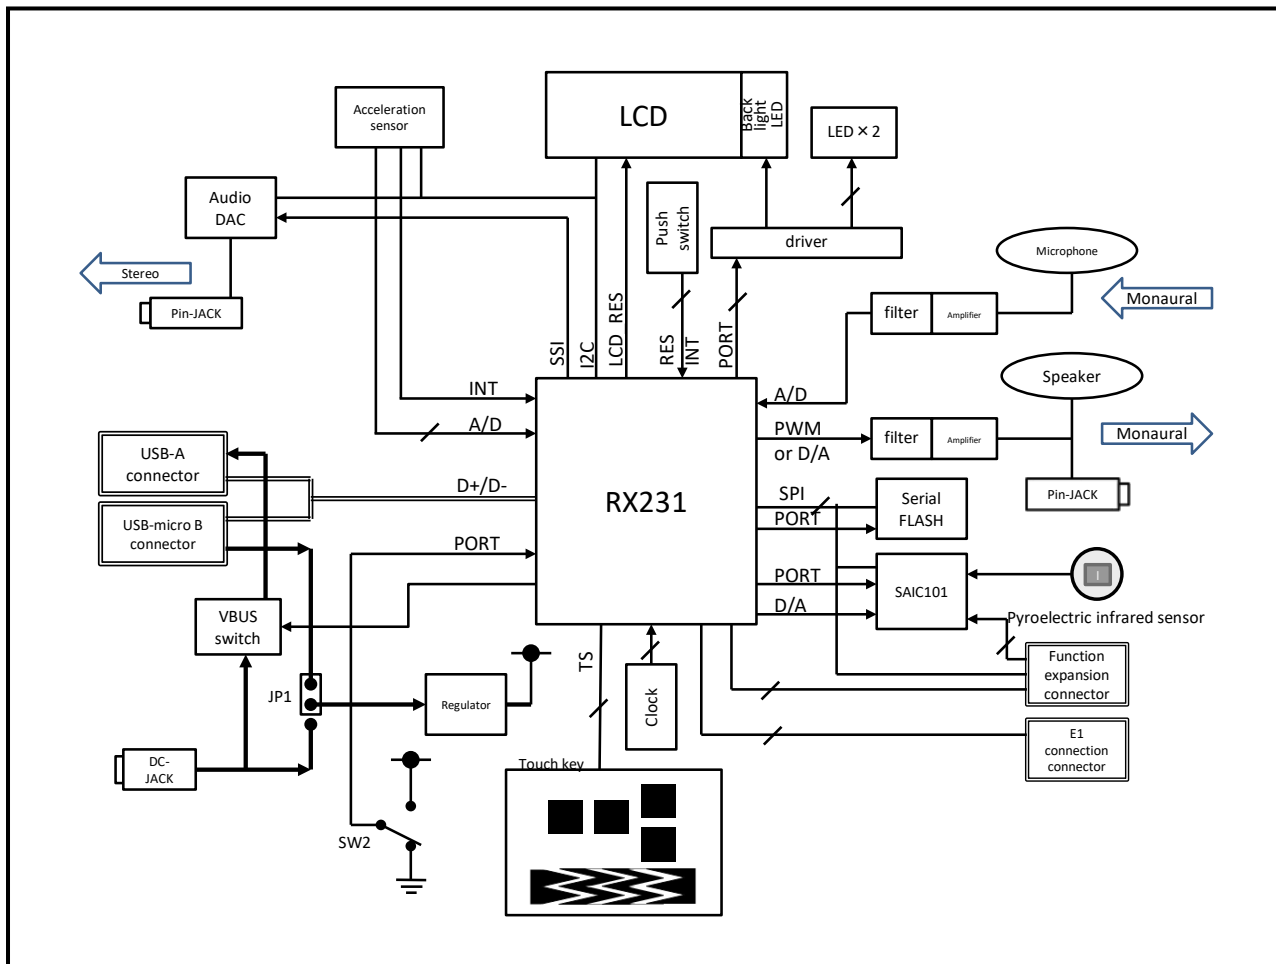 LCD
Back
light
LED
Acceleration
sensor
LED × 2
Audio
DAC
Push
switch
driver
Microphone
Stereo
Monaural
Pin-JACK
filter
Amplifier
SSI
I2C
LCD RES
RES
INT
PORT
INT
A/D
A/D
Speaker
PWM
or D/A
filter
Amplifier
Monaural
USB-A
connector
D+/D-
RX231
SPI
Serial
FLASH
Pin-JACK
USB-micro B
connector
PORT
PORT
PORT
SAIC101
I
D/A
VBUS
switch
Pyroelectric infrared sensor
TS
Clock
Function
expansion
connector
JP1
Regulator
E1
connection
connector
DC-
JACK
Touch key
SW2